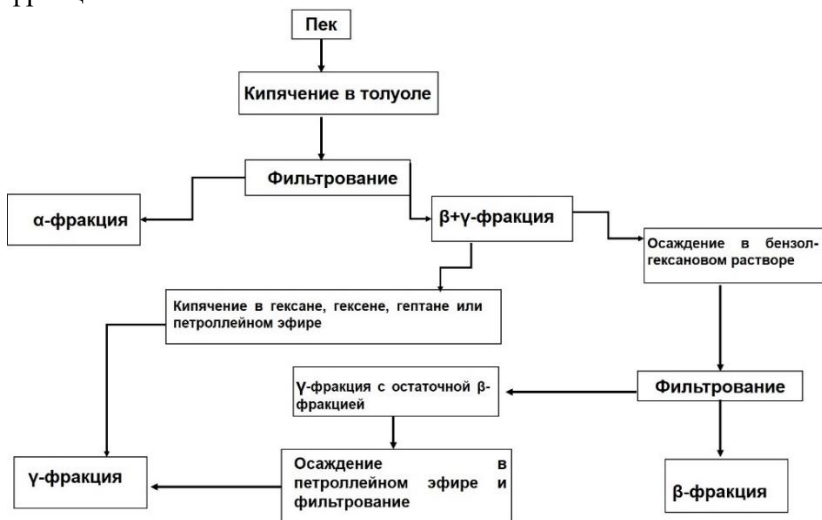 Пек
Кипячение в толуоле
Фильтрование
α-фракция
β+γ-фракция
Осаждение в бензол-
гексановом растворе
Кипячение в гексане, гексене, гептане или
петроллейном эфире
γ-фракция с остаточной β-
фракцией
Фильтрование
γ-фракция
Осаждение в
петроллейном эфире и
фильтрование
β-фракция